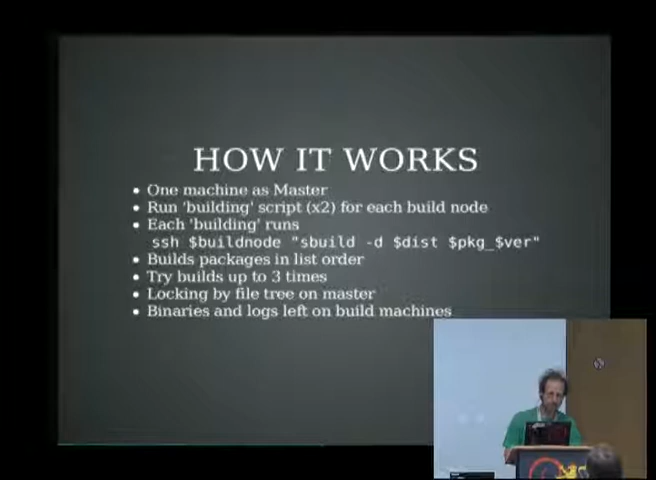 HOW IT WORKS
• One machine as Master
• Run 'building' script (x2) for each build node
• Each 'building' runs
ssh $buildnode "sbuild -d $dist $pkg_$ver"
• Builds packages in list order
• Try builds up to 3 times
• Locking by file tree on master
• Binaries and logs left on build machines